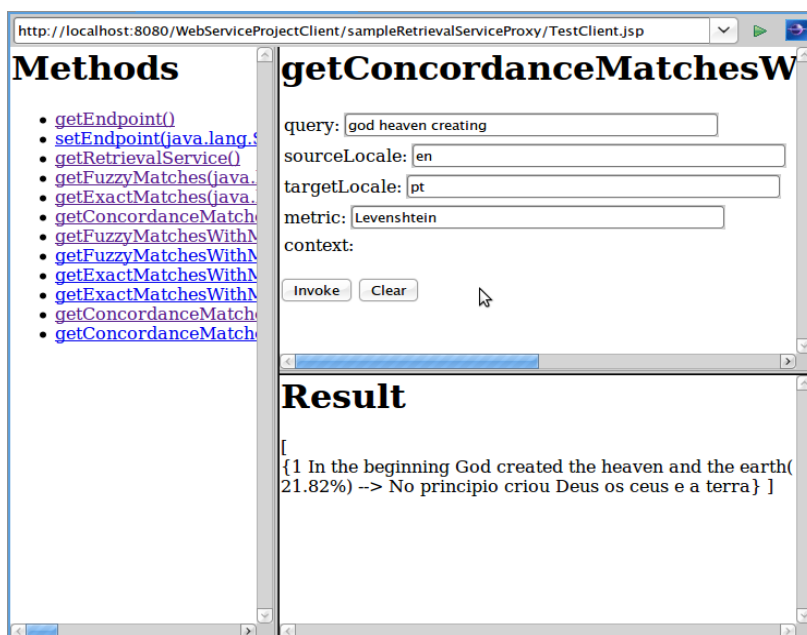 http://localhost:8080/WebServiceProjectClient/sampleRetrievalServiceProxy/TestClient.jsp
Methods
getEndpoint()
setEndpoint(java.lang.S
getRetrievalService()
getFuzzyMatches(java.
getExactMatches(java.
getConcordanceMatche
getFuzzyMatchesWithM
getFuzzyMatchesWithM
getExactMatchesWithM
getExactMatchesWithM
getConcordanceMatche
getConcordanceMatche
getConcordanceMatchesW
query: god heaven creating
sourceLocale: en
targetLocale: pt
metric: Levenshtein
context:
Invoke Clear
Result
[
{1 In the beginning God created the heaven and the earth(
21.82%) --> No principio criou Deus os ceus e a terra} ]